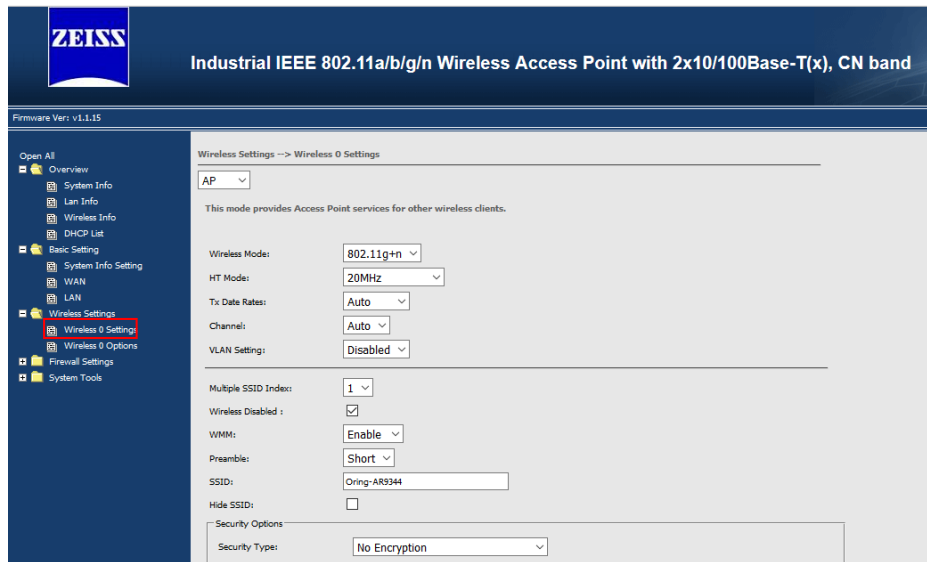 ZEISS
Industrial IEEE 802.11a/b/g/n Wireless Access Point with 2x10/100Base-T(x), CN band
Firmware Ver: v1.1.15
Open All
Overview
System Info
Lan Info
Wireless Info
DHCP List
Basic Setting
System Info Setting
WAN
LAN
Wireless Settings
Wireless 0 Settings
Wireless 0 Options
Firewall Settings
System Tools
Wireless Settings --> Wireless 0 Settings
AP
This mode provides Access Point services for other wireless clients.
Wireless Mode: 802.11g+n
HT Mode: 20MHz
Tx Date Rates: Auto
Channel: Auto
VLAN Setting: Disabled
Multiple SSID Index: 1
Wireless Disabled :
WMM: Enable
Preamble: Short
SSID: Oring-AR9344
Hide SSID:
Security Options
Security Type: No Encryption